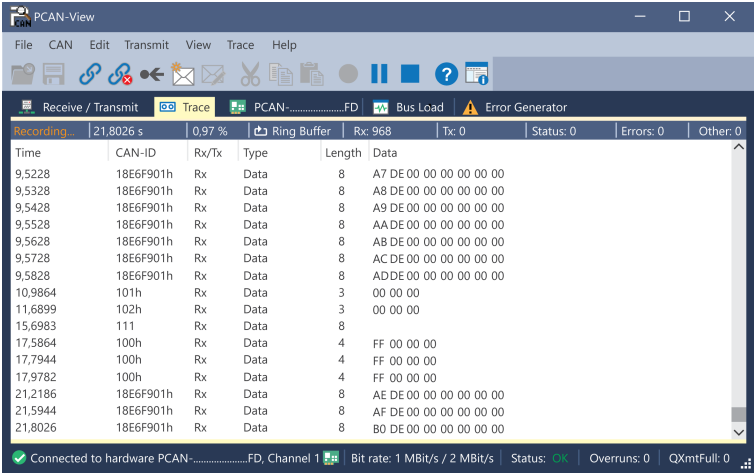 PCAN-View
File CAN Edit Transmit View Trace Help
Receive / Transmit Trace PCAN-.....................FD Bus Load Error Generator
Recording... 21,8026 s 0,97 % Ring Buffer Rx: 968 Tx: 0 Status: 0 Errors: 0 Other: 0
Time CAN-ID Rx/Tx Type Length Data
9,5228 18E6F901h Rx Data 8 A7 DE 00 00 00 00 00 00
9,5328 18E6F901h Rx Data 8 A8 DE 00 00 00 00 00 00
9,5428 18E6F901h Rx Data 8 A9 DE 00 00 00 00 00 00
9,5528 18E6F901h Rx Data 8 AA DE 00 00 00 00 00 00
9,5628 18E6F901h Rx Data 8 AB DE 00 00 00 00 00 00
9,5728 18E6F901h Rx Data 8 AC DE 00 00 00 00 00 00
9,5828 18E6F901h Rx Data 8 AD DE 00 00 00 00 00 00
10,9864 101h Rx Data 3 00 00 00
11,6899 102h Rx Data 3 00 00 00
15,6983 111 Rx Data 8
17,5864 100h Rx Data 4 FF 00 00 00
17,7944 100h Rx Data 4 FF 00 00 00
17,9782 100h Rx Data 4 FF 00 00 00
21,2186 18E6F901h Rx Data 8 AE DE 00 00 00 00 00 00
21,5944 18E6F901h Rx Data 8 AF DE 00 00 00 00 00 00
21,8026 18E6F901h Rx Data 8 B0 DE 00 00 00 00 00 00
Connected to hardware PCAN-.....................FD, Channel 1 Bit rate: 1 MBit/s / 2 MBit/s Status: OK Overruns: 0 QXmtFull: 0